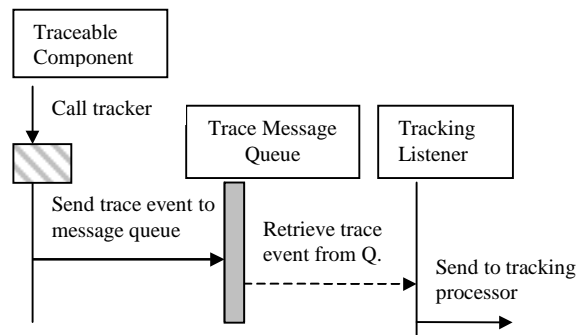 Traceable
Component
Call tracker
Trace Message
Queue
Tracking
Listener
Send trace event to
message queue
Retrieve trace
event from Q.
Send to tracking
processor